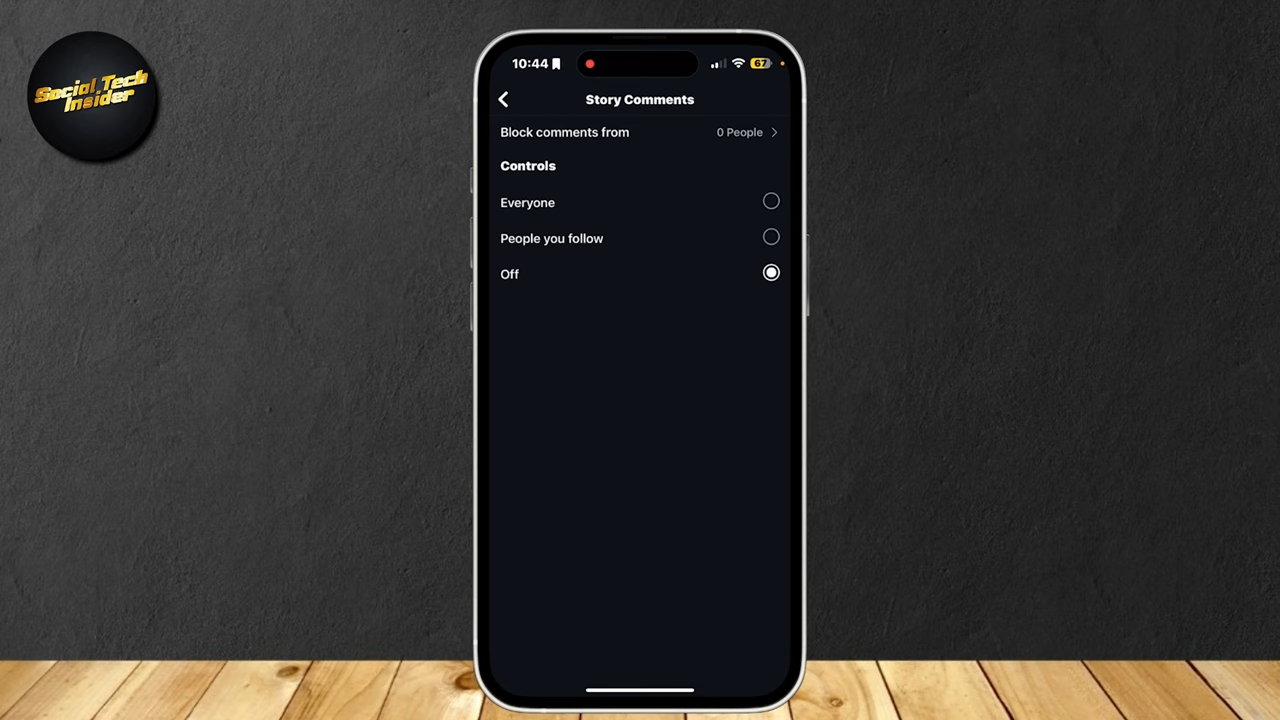 Social Tech
Insider
10:44
67
Story Comments
Block comments from
0 People
Controls
Everyone
People you follow
Off